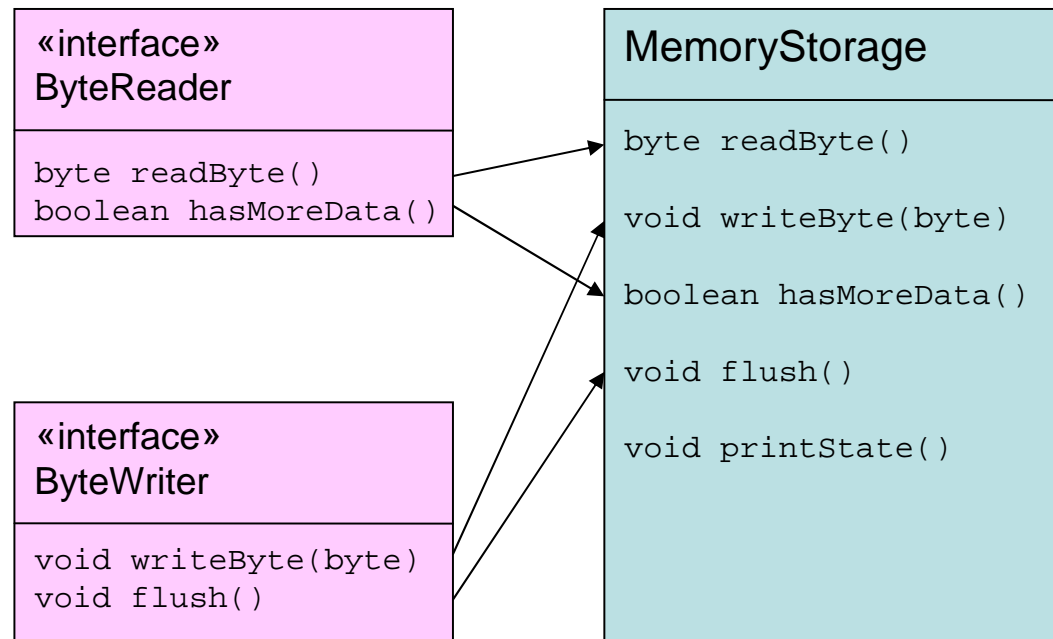 «interface»
ByteReader
byte readByte()
boolean hasMoreData()
«interface»
ByteWriter
void writeByte(byte)
void flush()
MemoryStorage
byte readByte()
void writeByte(byte)
boolean hasMoreData()
void flush()
void printState()